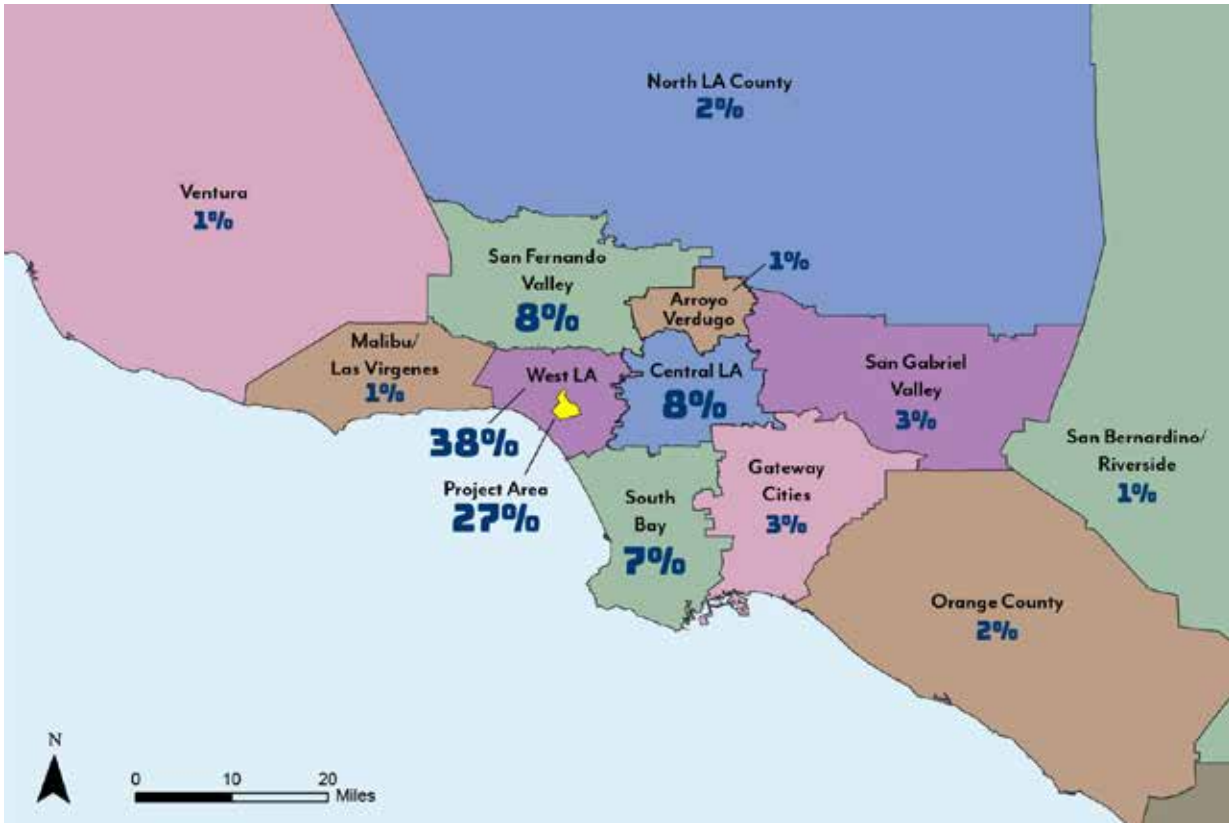 North LA County
2%
Ventura
1%
San Fernando
Valley
8%
1%
Arroyo
Verdugo
Malibu/
Las Virgenes
1%
West LA
38%
Project Area
27%
Central LA
8%
San Gabriel
Valley
3%
San Bernardino/
Riverside
1%
South
Bay
7%
Gateway
Cities
3%
Orange County
2%
N
0 10 20
Miles